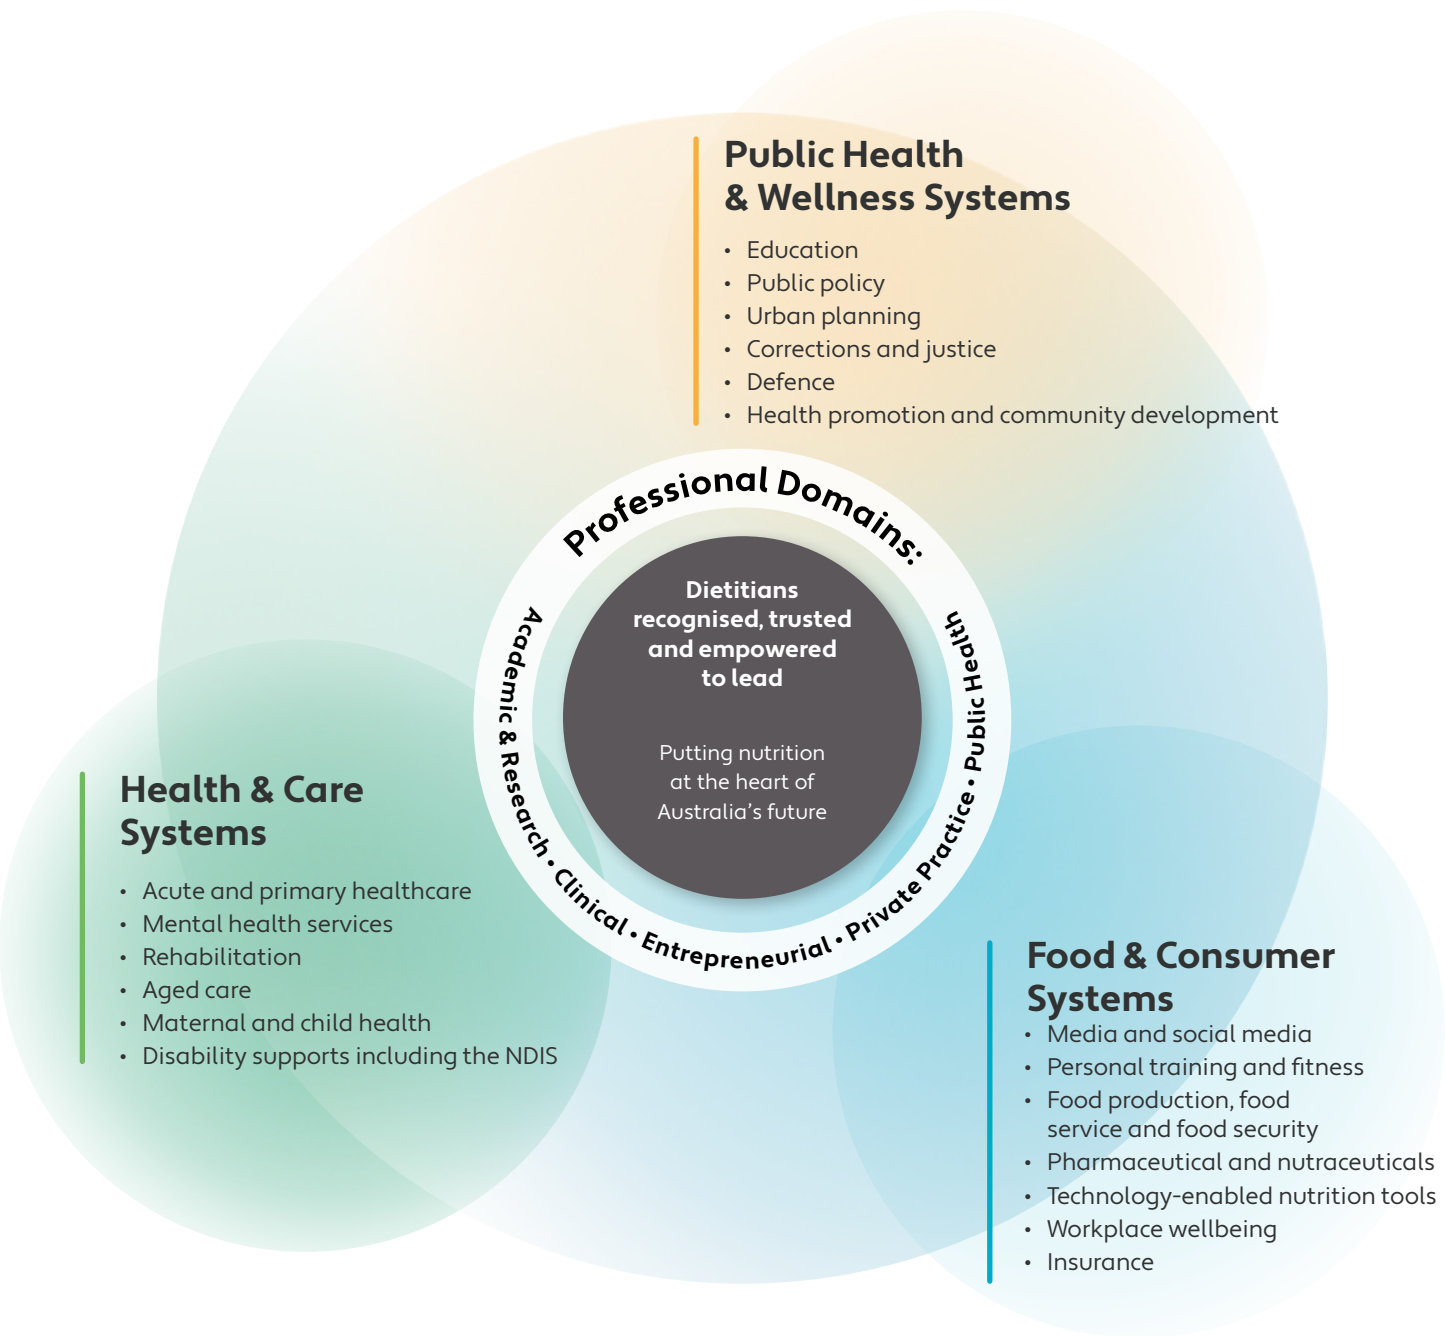 Public Health
& Wellness Systems
• Education
• Public policy
• Urban planning
• Corrections and justice
• Defence
• Health promotion and community development
Professional Domains:
Academic & Research • Clinical • Entrepreneurial • Private Practice • Public Health
Dietitians
recognised, trusted
and empowered
to lead
Putting nutrition
at the heart of
Australia’s future
Health & Care
Systems
• Acute and primary healthcare
• Mental health services
• Rehabilitation
• Aged care
• Maternal and child health
• Disability supports including the NDIS
Food & Consumer
Systems
• Media and social media
• Personal training and fitness
• Food production, food
service and food security
• Pharmaceutical and nutraceuticals
• Technology-enabled nutrition tools
• Workplace wellbeing
• Insurance